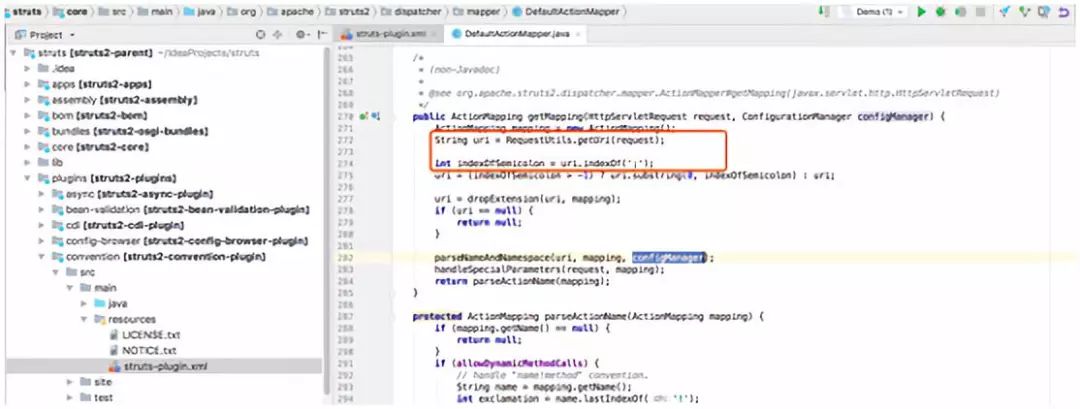 struts core src main java org apache struts2 dispatcher mapper DefaultActionMapper
Demo (1)
Project
struts-plugin.xml
DefaultActionMapper.java
struts [struts2-parent] ~/IdeaProjects/struts
.idea
apps [struts2-apps]
assembly [struts2-assembly]
bom [struts2-bom]
bundles [struts2-osgi-bundles]
core [struts2-core]
lib
plugins [struts2-plugins]
async [struts2-async-plugin]
bean-validation [struts2-bean-validation-plugin]
cdi [struts2-cdi-plugin]
config-browser [struts2-config-browser-plugin]
convention [struts2-convention-plugin]
src
main
java
resources
LICENSE.txt
NOTICE.txt
struts-plugin.xml
site
test
265 /*
266 * (non-Javadoc)
267 *
268 * @see org.apache.struts2.dispatcher.mapper.ActionMapper#getMapping(javax.servlet.http.HttpServletRequest)
269 */
270 public ActionMapping getMapping(HttpServletRequest request, ConfigurationManager configManager) {
271 ActionMapping mapping = new ActionMapping();
272 String uri = RequestUtils.getUri(request);
273
274 int indexOfSemicolon = uri.indexOf(";");
275 uri = (indexOfSemicolon > -1) ? uri.substring(0, indexOfSemicolon) : uri;
276
277 uri = dropExtension(uri, mapping);
278 if (uri == null) {
279 return null;
280 }
281
282 parseNameAndNamespace(uri, mapping, configManager);
283 handleSpecialParameters(request, mapping);
284 return parseActionName(mapping);
285 }
286
287 protected ActionMapping parseActionName(ActionMapping mapping) {
288 if (mapping.getName() == null) {
289 return null;
290 }
291 if (allowDynamicMethodCalls) {
292 // handle "name!method" convention.
293 String name = mapping.getName();
294 int exclamation = name.lastIndexOf( str: "!");